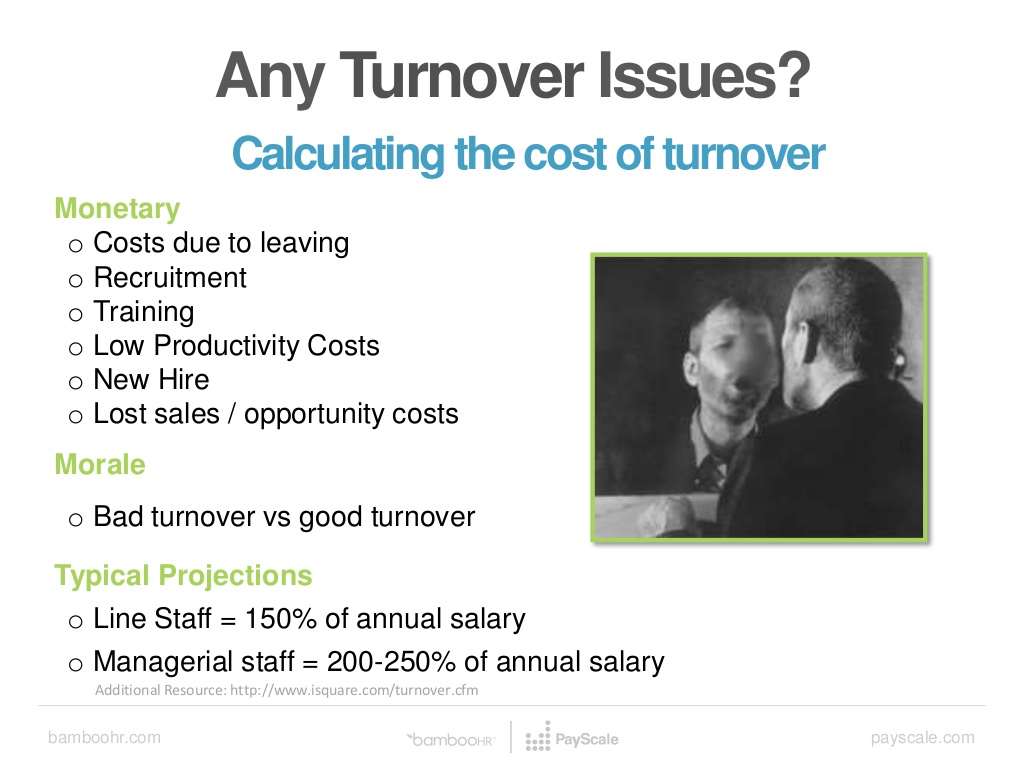 Any Turnover Issues?
Calculating the cost of turnover
Monetary
o Costs due to leaving
o Recruitment
o Training
o Low Productivity Costs
o New Hire
o Lost sales / opportunity costs
Morale
o Bad turnover vs good turnover
Typical Projections
o Line Staff = 150% of annual salary
o Managerial staff = 200-250% of annual salary
Additional Resource: http://www.isquare.com/turnover.cfm
bamboohr.com bambooHR PayScale payscale.com